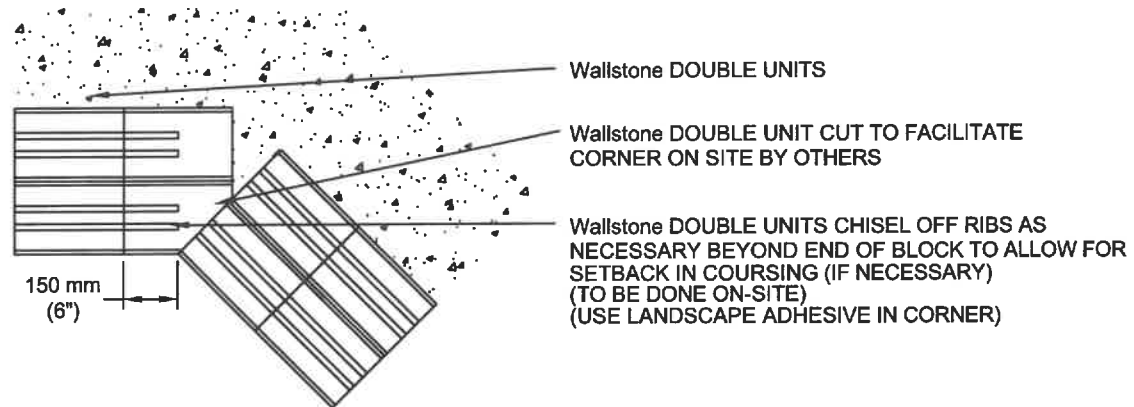 Wallstone DOUBLE UNITS
Wallstone DOUBLE UNIT CUT TO FACILITATE
CORNER ON SITE BY OTHERS
Wallstone DOUBLE UNITS CHISEL OFF RIBS AS
NECESSARY BEYOND END OF BLOCK TO ALLOW FOR
SETBACK IN COURSING (IF NECESSARY)
(TO BE DONE ON-SITE)
(USE LANDSCAPE ADHESIVE IN CORNER)
150 mm
(6")